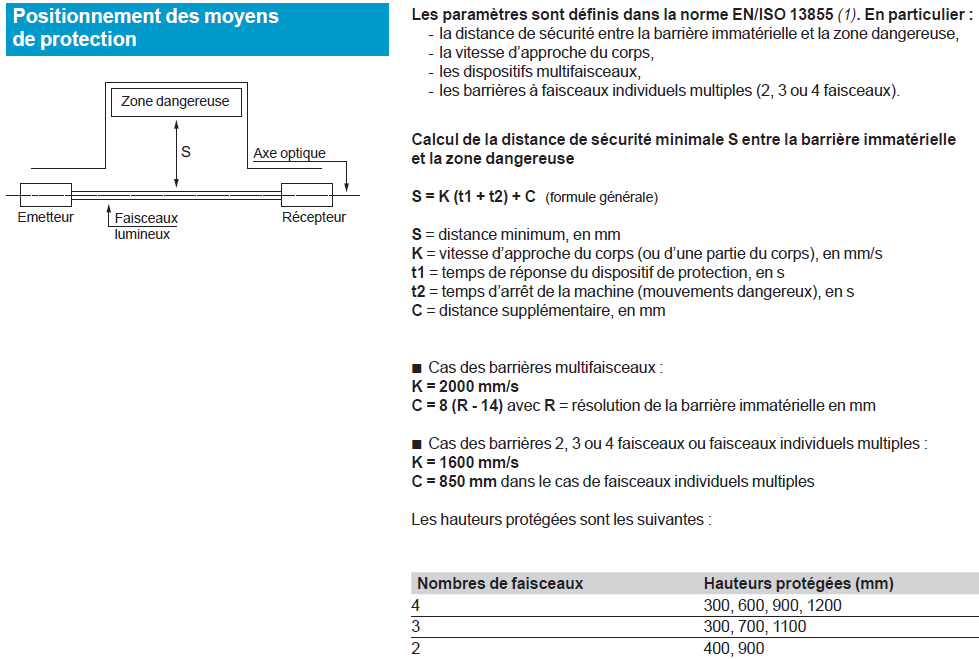 Positionnement des moyens
de protection
Zone dangereuse
S
Axe optique
Emetteur
Faisceaux
lumineux
Récepteur
Les paramètres sont définis dans la norme EN/ISO 13855 (1). En particulier :
- la distance de sécurité entre la barrière immatérielle et la zone dangereuse,
- la vitesse d’approche du corps,
- les dispositifs multifaisceaux,
- les barrières à faisceaux individuels multiples (2, 3 ou 4 faisceaux).
Calcul de la distance de sécurité minimale S entre la barrière immatérielle
et la zone dangereuse
S = K (t1 + t2) + C (formule générale)
S = distance minimum, en mm
K = vitesse d’approche du corps (ou d’une partie du corps), en mm/s
t1 = temps de réponse du dispositif de protection, en s
t2 = temps d’arrêt de la machine (mouvements dangereux), en s
C = distance supplémentaire, en mm
■ Cas des barrières multifaisceaux :
K = 2000 mm/s
C = 8 (R - 14) avec R = résolution de la barrière immatérielle en mm
■ Cas des barrières 2, 3 ou 4 faisceaux ou faisceaux individuels multiples :
K = 1600 mm/s
C = 850 mm dans le cas de faisceaux individuels multiples
Les hauteurs protégées sont les suivantes :
Nombres de faisceaux Hauteurs protégées (mm)
4 300, 600, 900, 1200
3 300, 700, 1100
2 400, 900